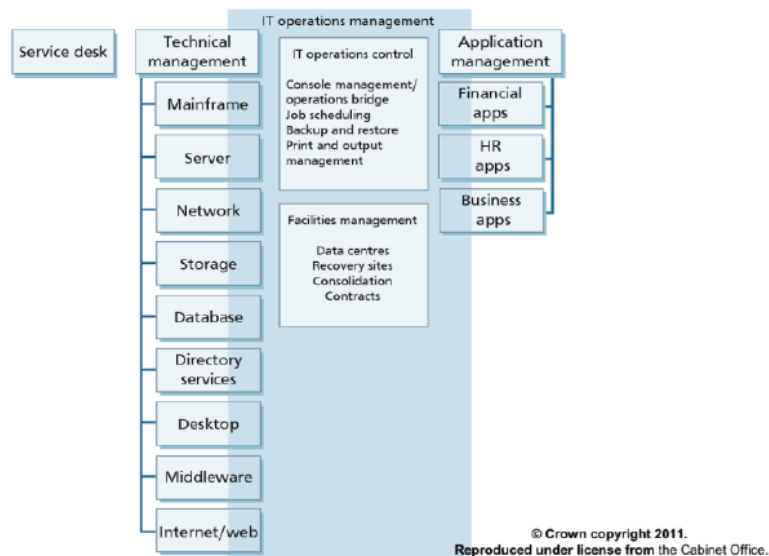 IT operations management
Service desk
Technical
management
Mainframe
Server
Network
Storage
Database
Directory
services
Desktop
Middleware
Internet/web
IT operations control
Console management/
operations bridge
Job scheduling
Backup and restore
Print and output
management
Facilities management
Data centres
Recovery sites
Consolidation
Contracts
Application
management
Financial
apps
HR
apps
Business
apps
© Crown copyright 2011.
Reproduced under license from the Cabinet Office.